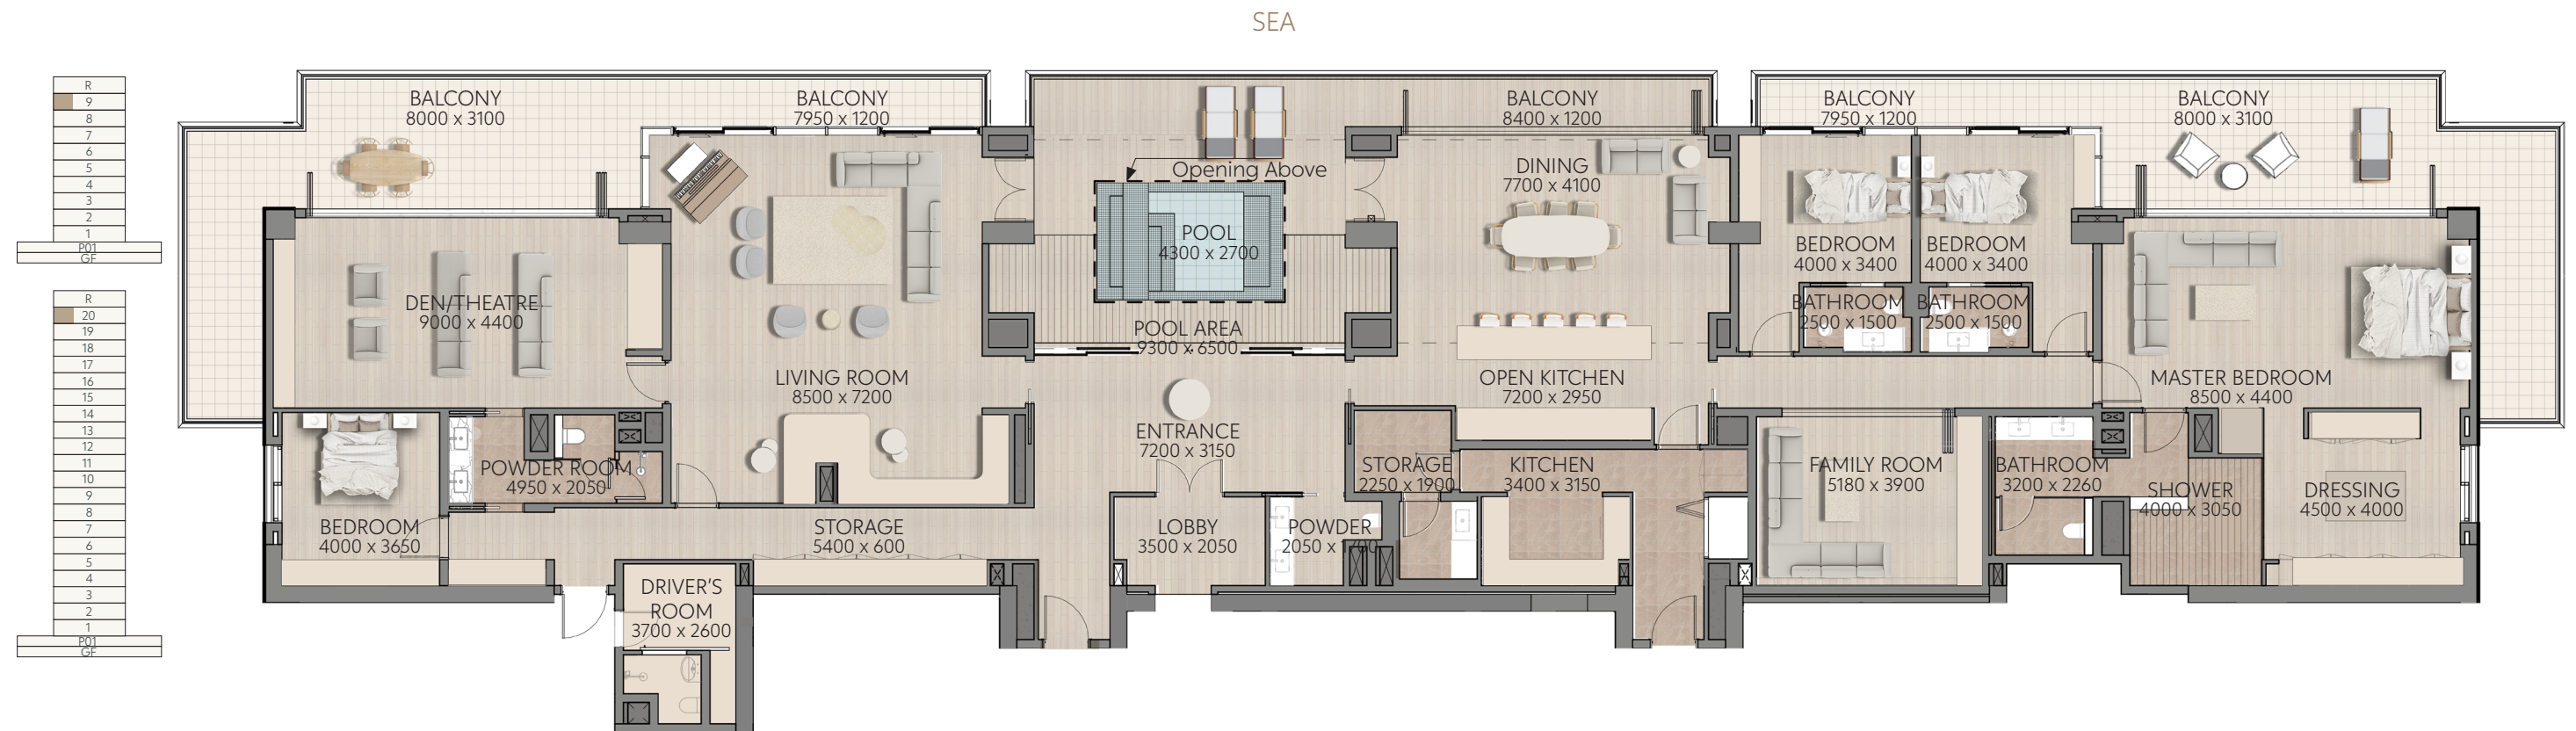 SEA
R
9
8
7
6
5
4
3
2
1
P01
GF
R
20
19
18
17
16
15
14
13
12
11
10
9
8
7
6
5
4
3
2
1
P01
GF
BALCONY
8000 x 3100
BALCONY
7950 x 1200
BALCONY
8400 x 1200
BALCONY
7950 x 1200
BALCONY
8000 x 3100
Opening Above
DINING
7700 x 4100
POOL
4300 x 2700
BEDROOM
4000 x 3400
BEDROOM
4000 x 3400
DEN/THEATRE
9000 x 4400
BATHROOM
2500 x 1500
BATHROOM
2500 x 1500
POOL AREA
9300 x 6500
LIVING ROOM
8500 x 7200
OPEN KITCHEN
7200 x 2950
MASTER BEDROOM
8500 x 4400
ENTRANCE
7200 x 3150
POWDER ROOM
4950 x 2050
STORAGE
2250 x 1900
KITCHEN
3400 x 3150
FAMILY ROOM
5180 x 3900
BATHROOM
3200 x 2260
SHOWER
4000 x 3050
DRESSING
4500 x 4000
BEDROOM
4000 x 3650
STORAGE
5400 x 600
LOBBY
3500 x 2050
POWDER
2050 x
DRIVER'S
ROOM
3700 x 2600